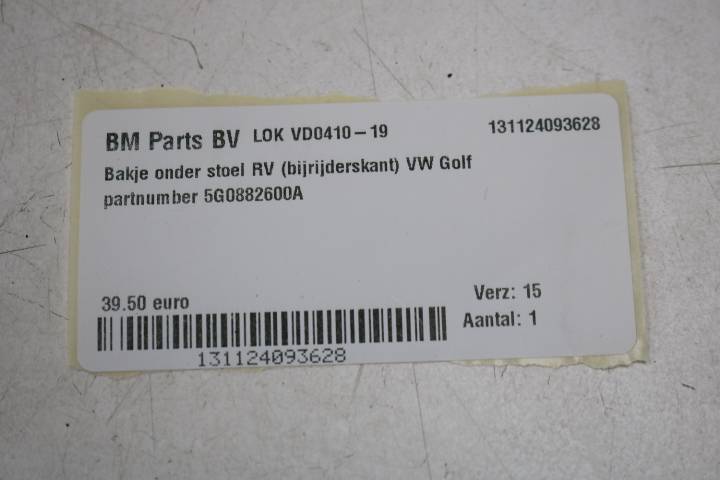 BM Parts BV LOK VD0410-19 131124093628
Bakje onder stoel RV (bijrijderskant) VW Golf
partnumber 5G0882600A
39.50 euro Verz: 15
Aantal: 1
131124093628